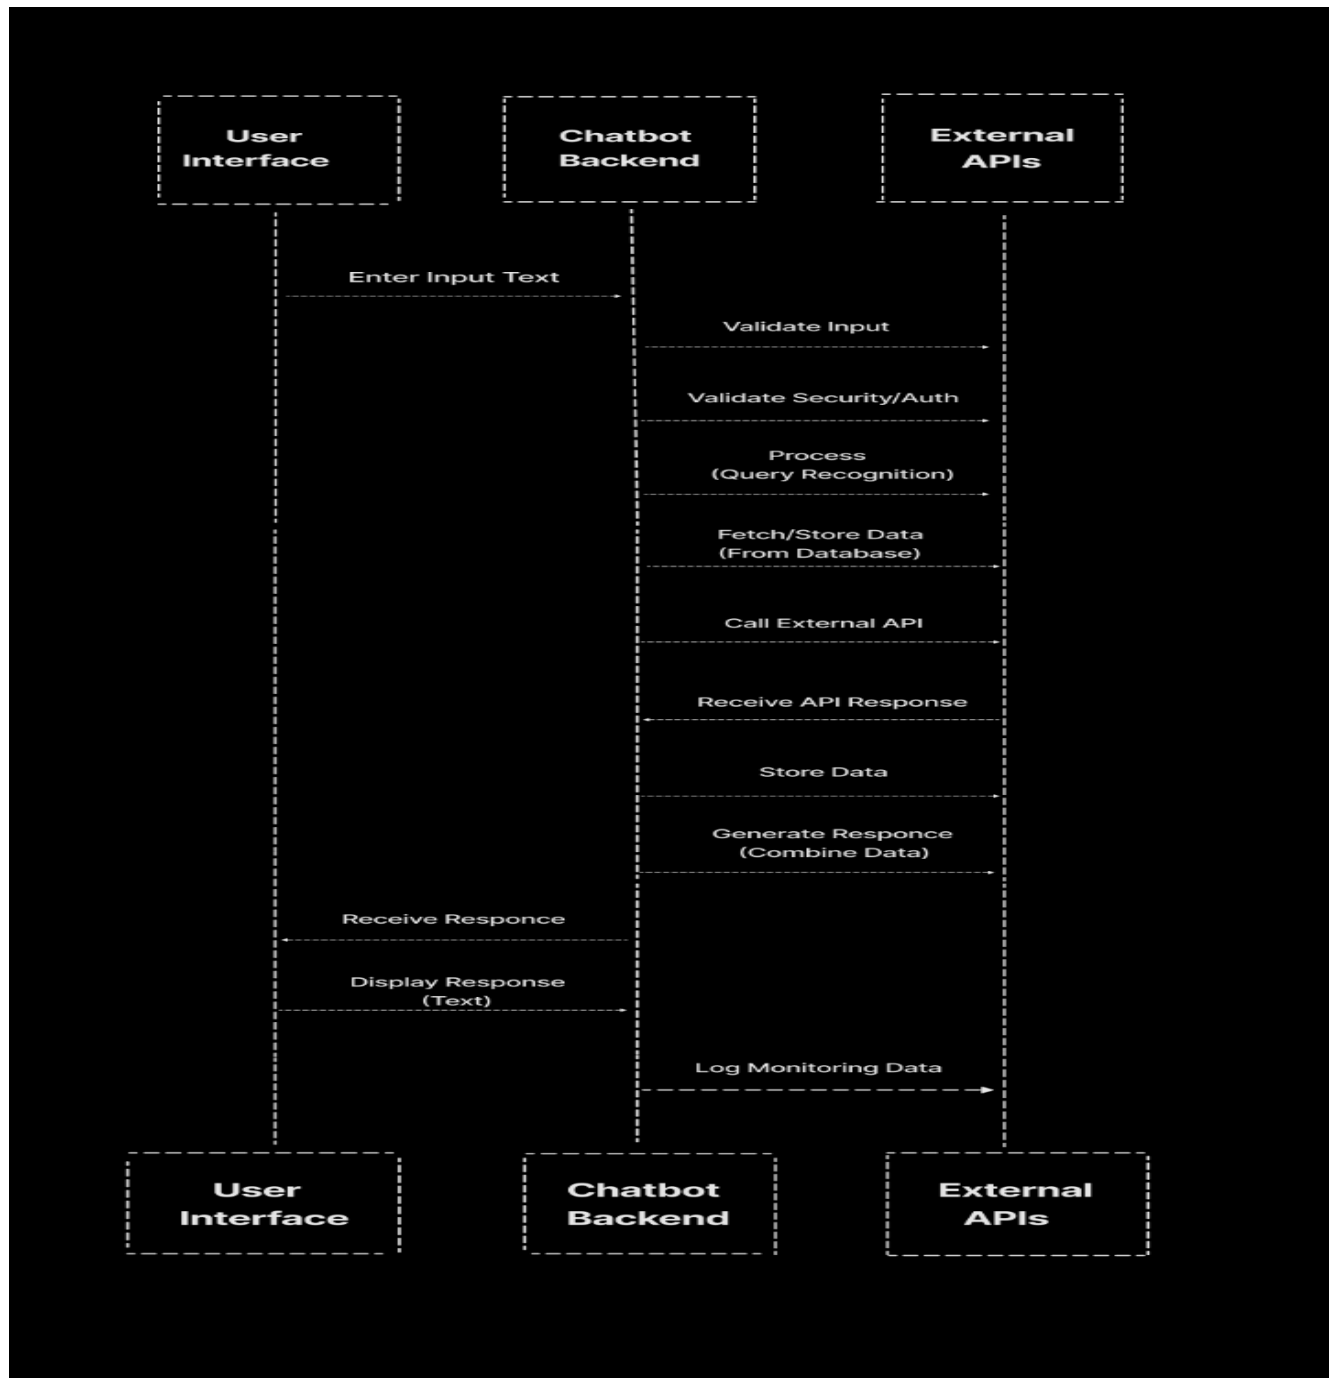 User
Interface
Chatbot
Backend
External
APIs
Enter Input Text
Validate Input
Validate Security/Auth
Process
(Query Recognition)
Fetch/Store Data
(From Database)
Call External API
Receive API Response
Store Data
Generate Responce
(Combine Data)
Receive Responce
Display Response
(Text)
Log Monitoring Data
User
Interface
Chatbot
Backend
External
APIs